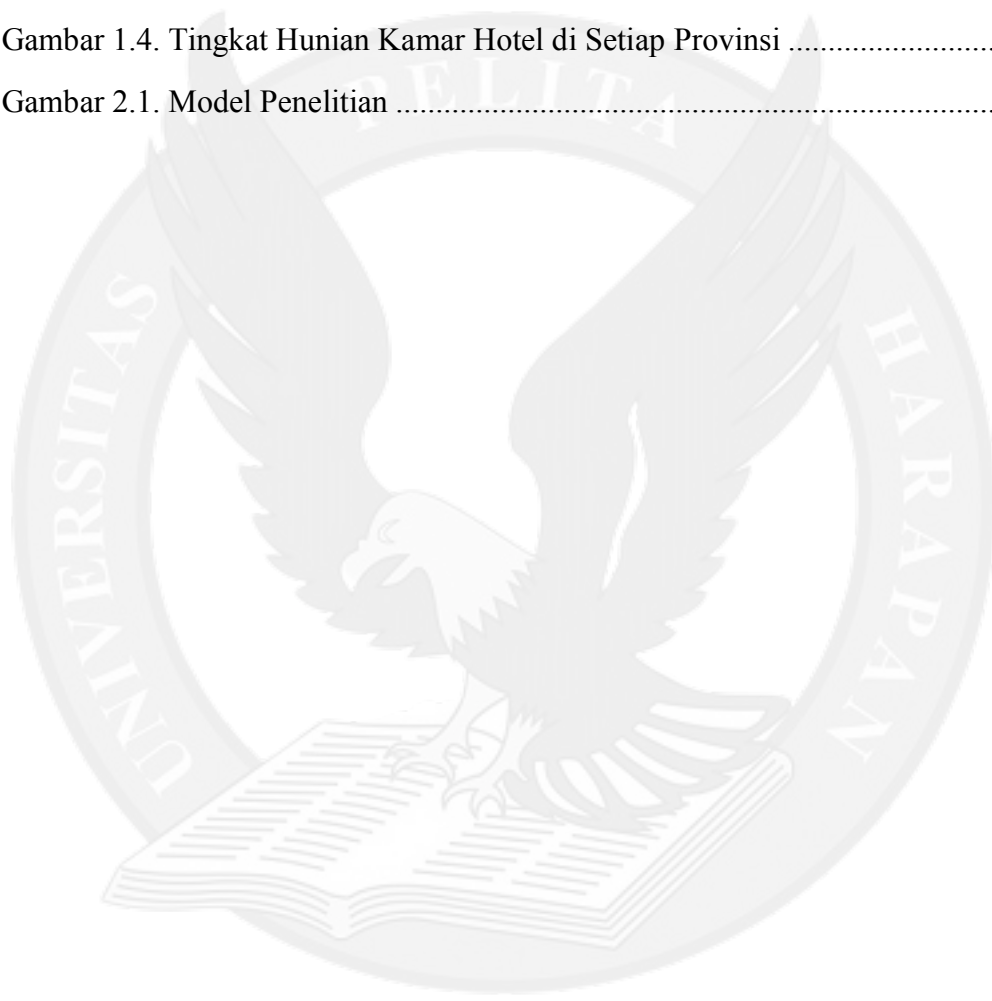 Gambar 1.4. Tingkat Hunian Kamar Hotel di Setiap Provinsi ..........................
Gambar 2.1. Model Penelitian ............................................................................
UNIVERSITAS PELITA HARAPAN